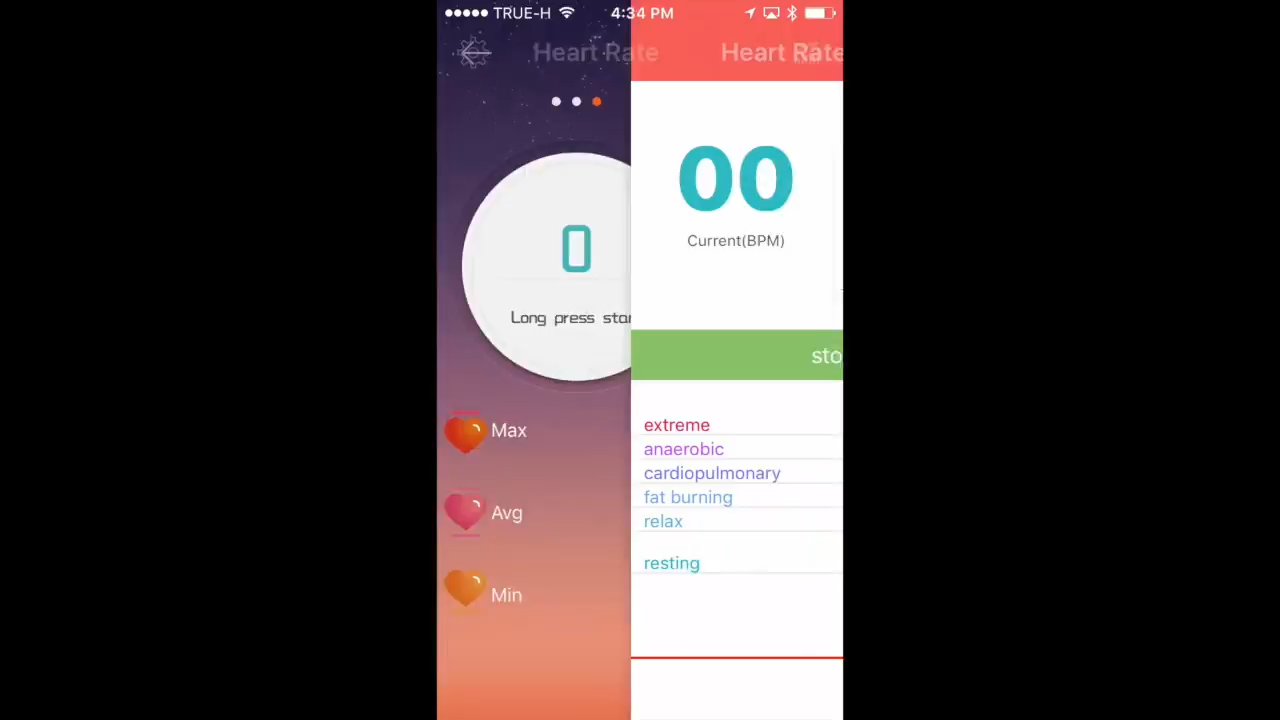 TRUE-H 4:34 PM
Heart Rate
Heart Rate
0
Long press star
Max
Avg
Min
00
Current(BPM)
sto
extreme
anaerobic
cardiopulmonary
fat burning
relax
resting